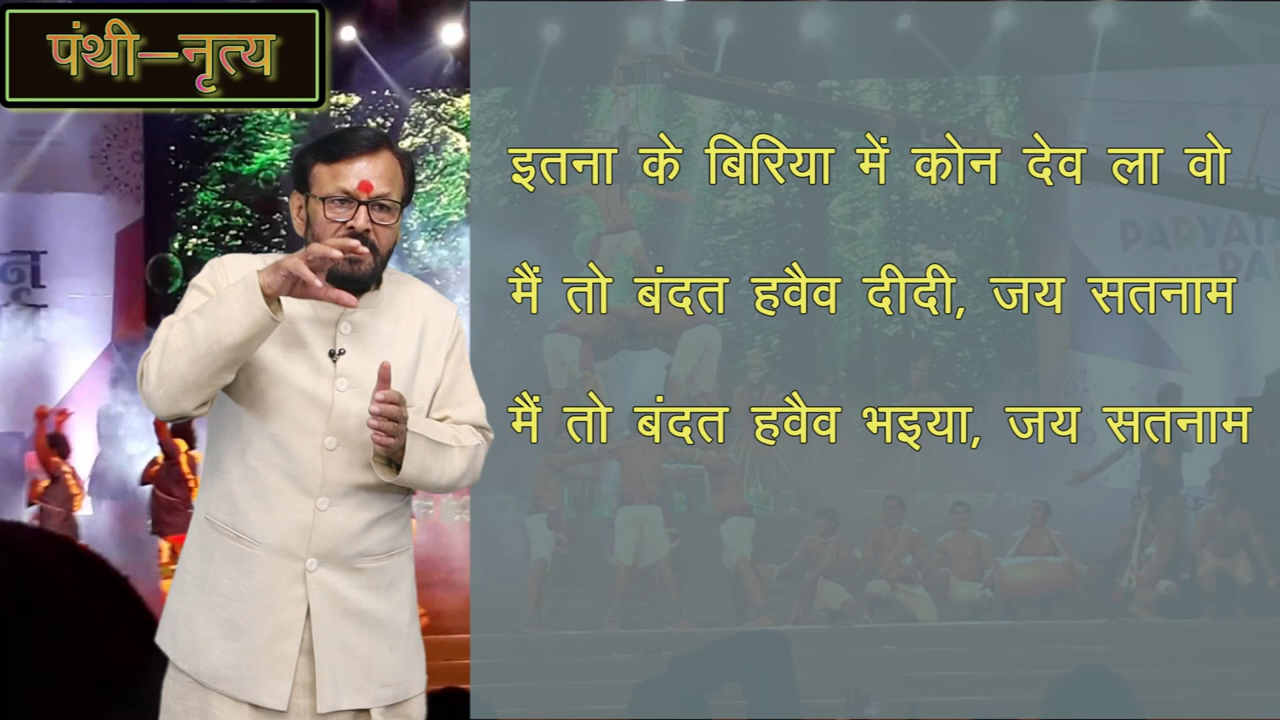 पंथी–नृत्य
इतना के बिरिया में कोन देव ला वो
मैं तो बंदत हवैव दीदी, जय सतनाम
मैं तो बंदत हवैव भइया, जय सतनाम